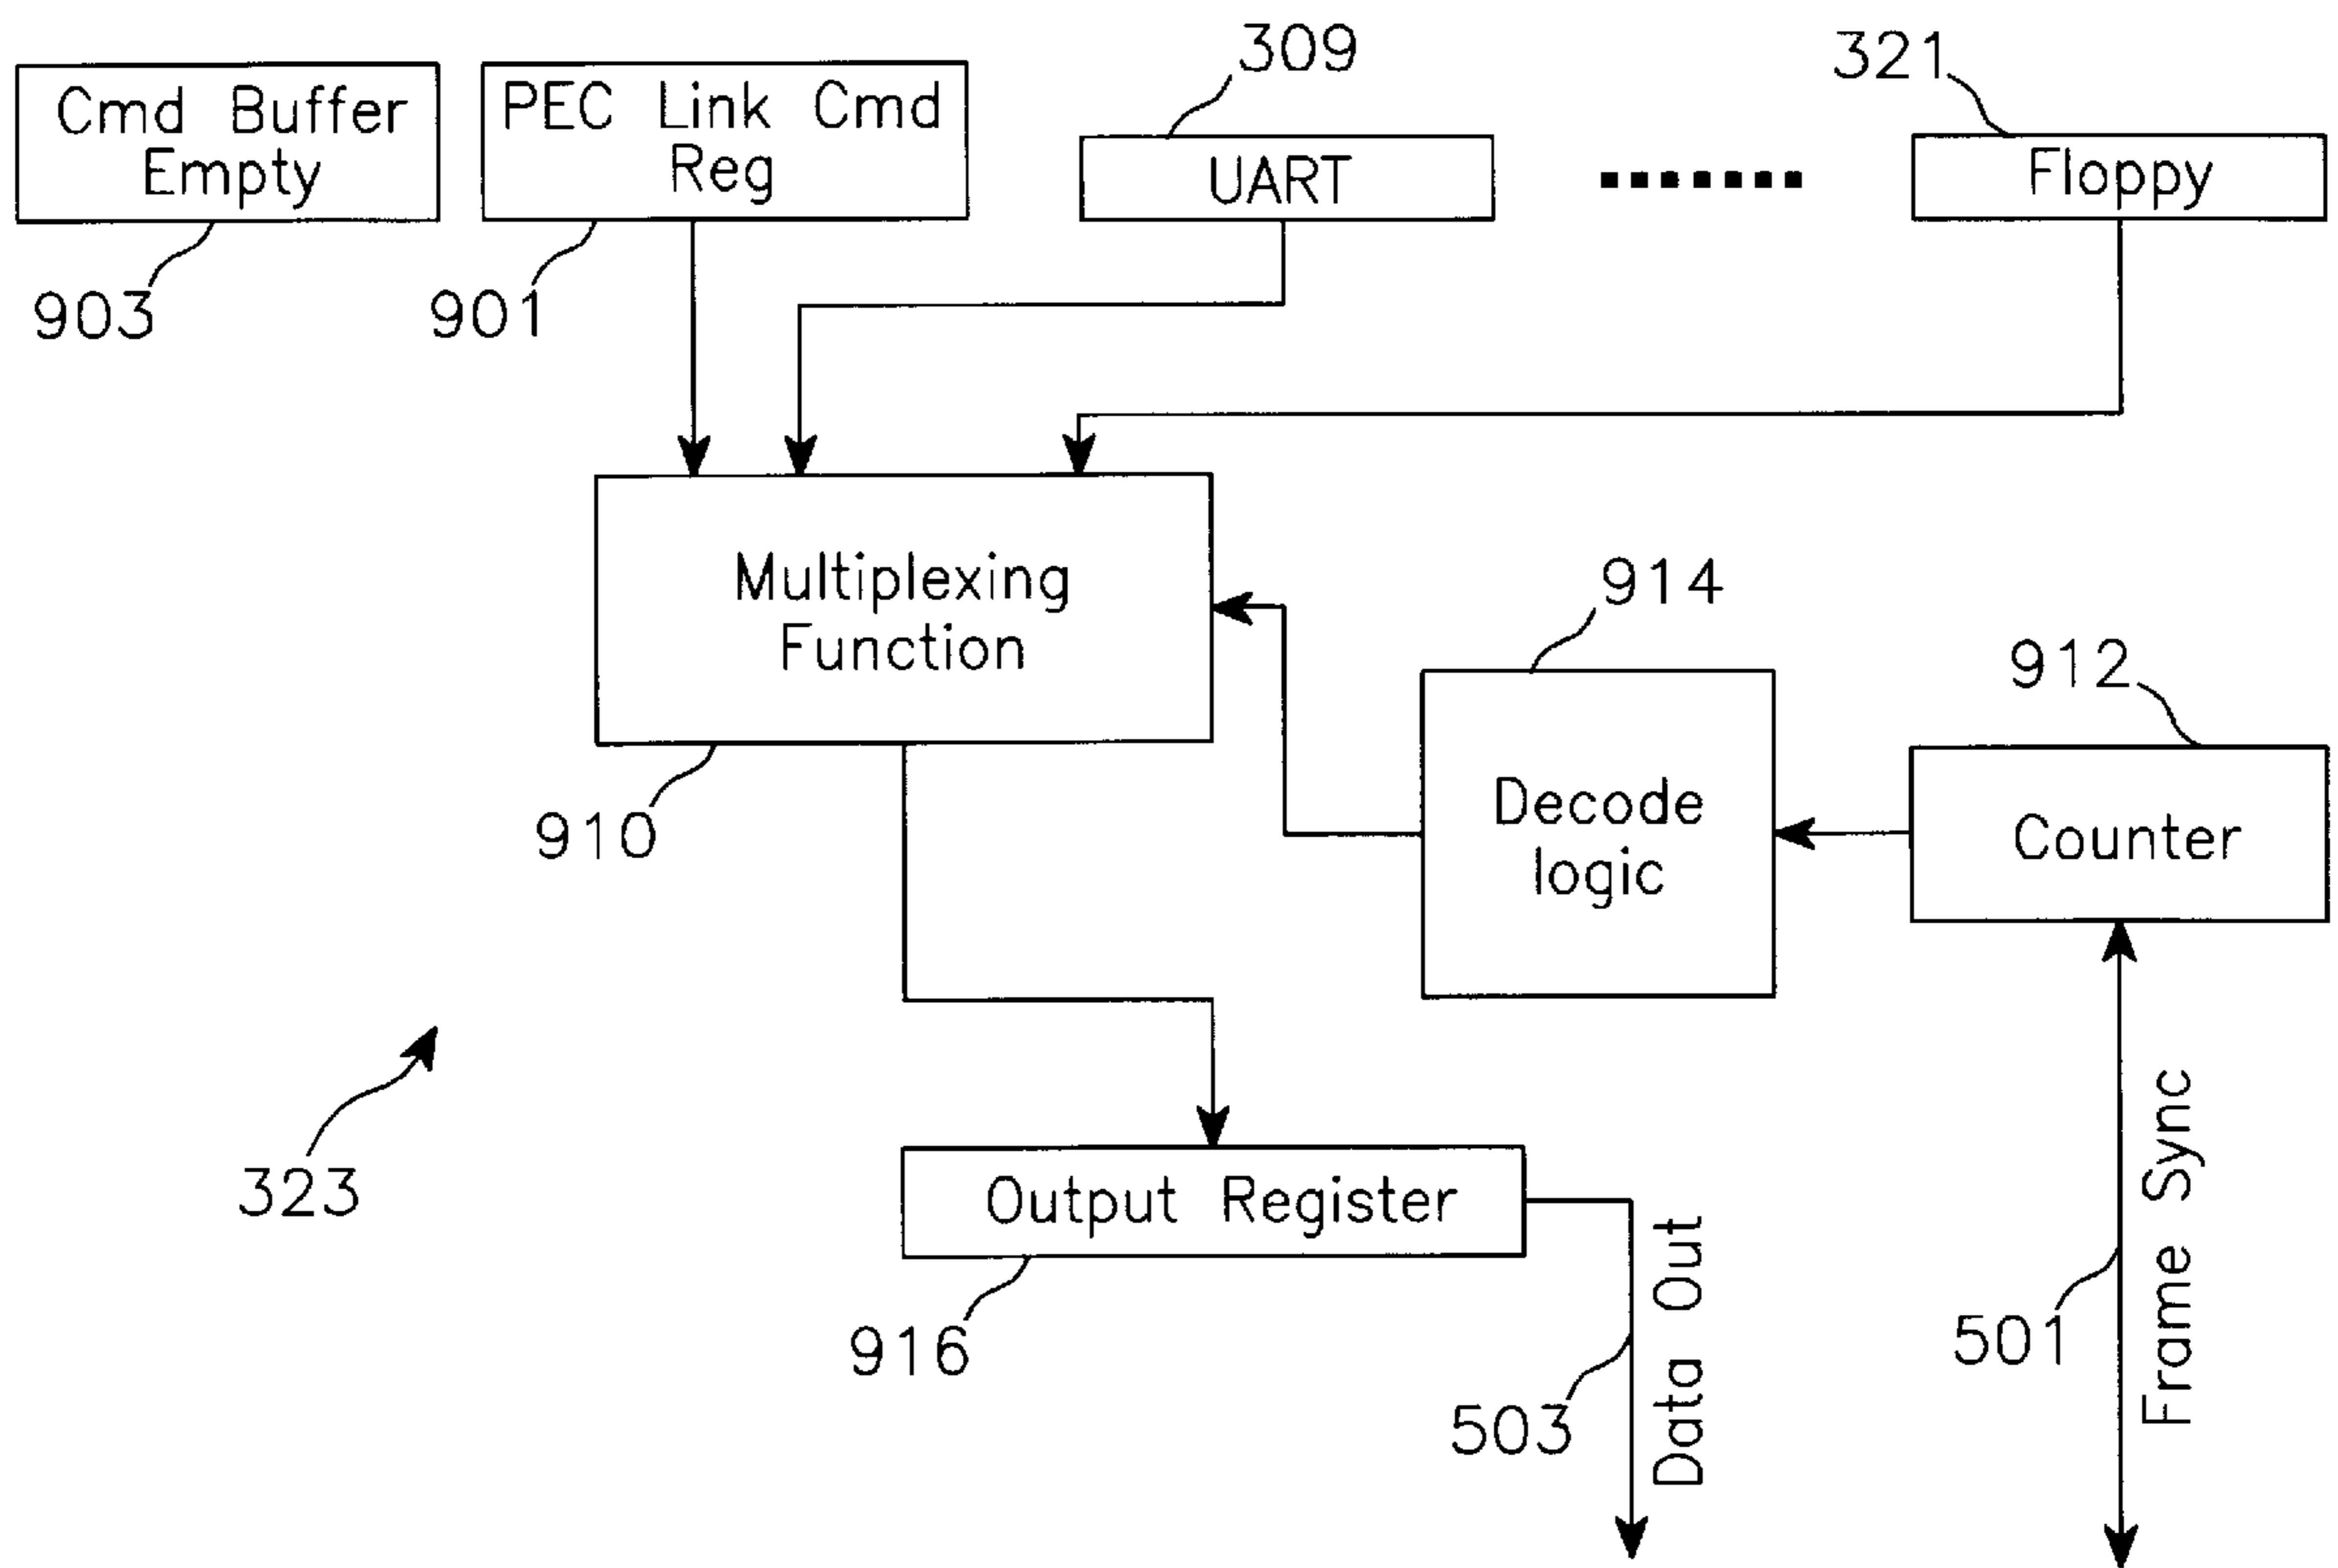 309
321
Cmd Buffer
Empty
PEC Link Cmd
Reg
UART
Floppy
903
901
Multiplexing
Function
914
912
910
Decode
logic
Counter
323
Output Register
916
503
Data Out
501
Frame Sync